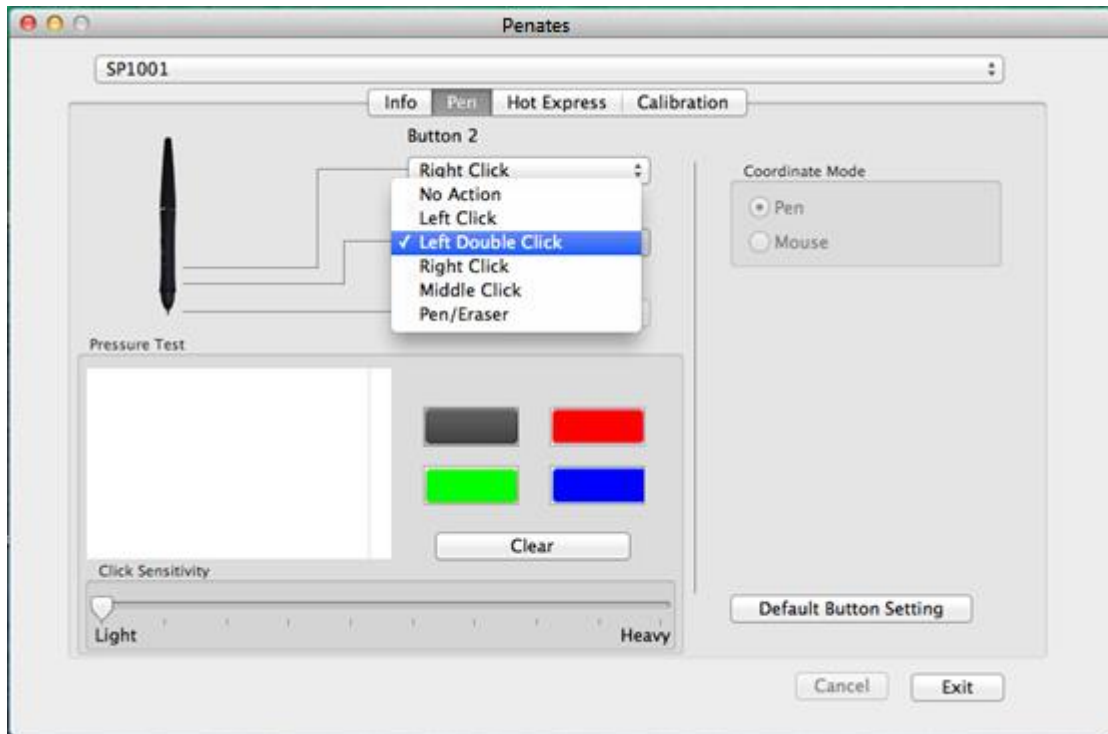 Penates
SP1001
Info Pen Hot Express Calibration
Button 2
Right Click
No Action
Left Click
✓ Left Double Click
Right Click
Middle Click
Pen/Eraser
Coordinate Mode
Pen
Mouse
Pressure Test
Clear
Click Sensitivity
Light Heavy
Default Button Setting
Cancel Exit